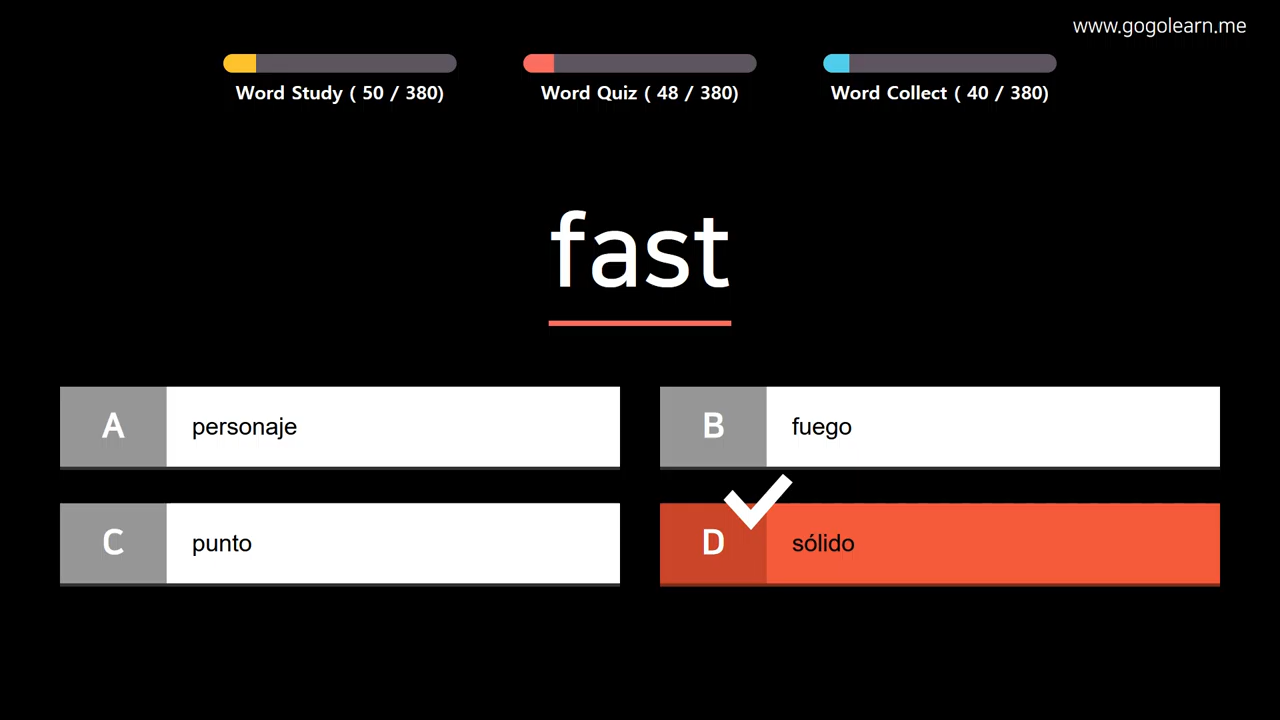 www.gogolearn.me
Word Study ( 50 / 380)
Word Quiz ( 48 / 380)
Word Collect ( 40 / 380)
fast
A personaje
B fuego
C punto
D sólido